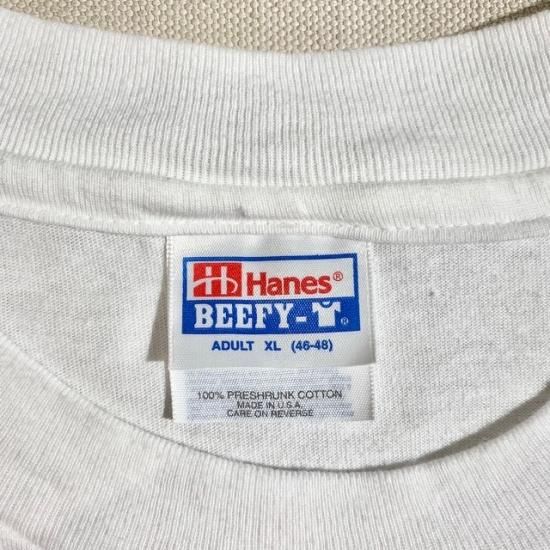 Hanes®
BEEFY-®
ADULT XL (46-48)
100% PRESHRUNK COTTON
MADE IN U.S.A.
CARE ON REVERSE